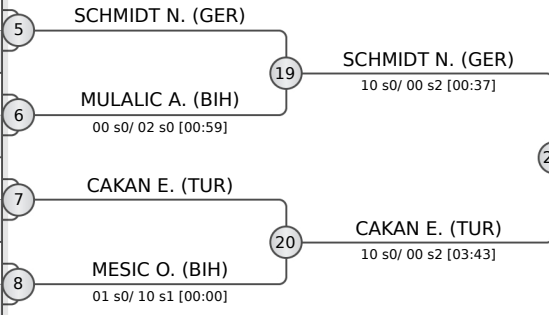 SCHMIDT N. (GER)
5
19
SCHMIDT N. (GER)
10 s0/ 00 s2 [00:37]
MULALIC A. (BIH)
6
00 s0/ 02 s0 [00:59]
CAKAN E. (TUR)
7
20
CAKAN E. (TUR)
10 s0/ 00 s2 [03:43]
MESIC O. (BIH)
8
01 s0/ 10 s1 [00:00]